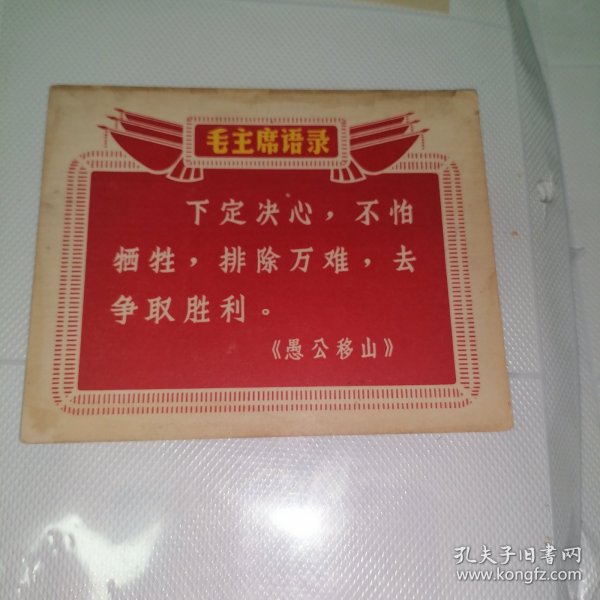 毛主席语录
下定决心，不怕
牺牲，排除万难，去
争取胜利。
《愚公移山》
孔夫子旧书网
www.kongfz.com